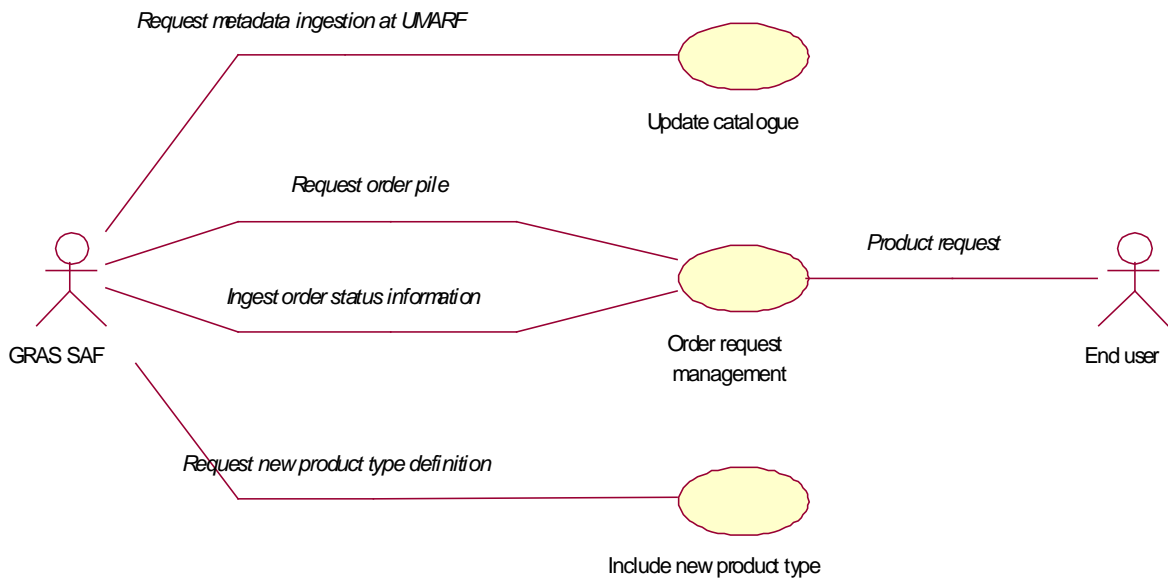 Request metadata ingestion at UMARF
Update catalogue
Request order pile
Product request
Ingest order status information
Order request
management
GRAS SAF
End user
Request new product type definition
Include new product type